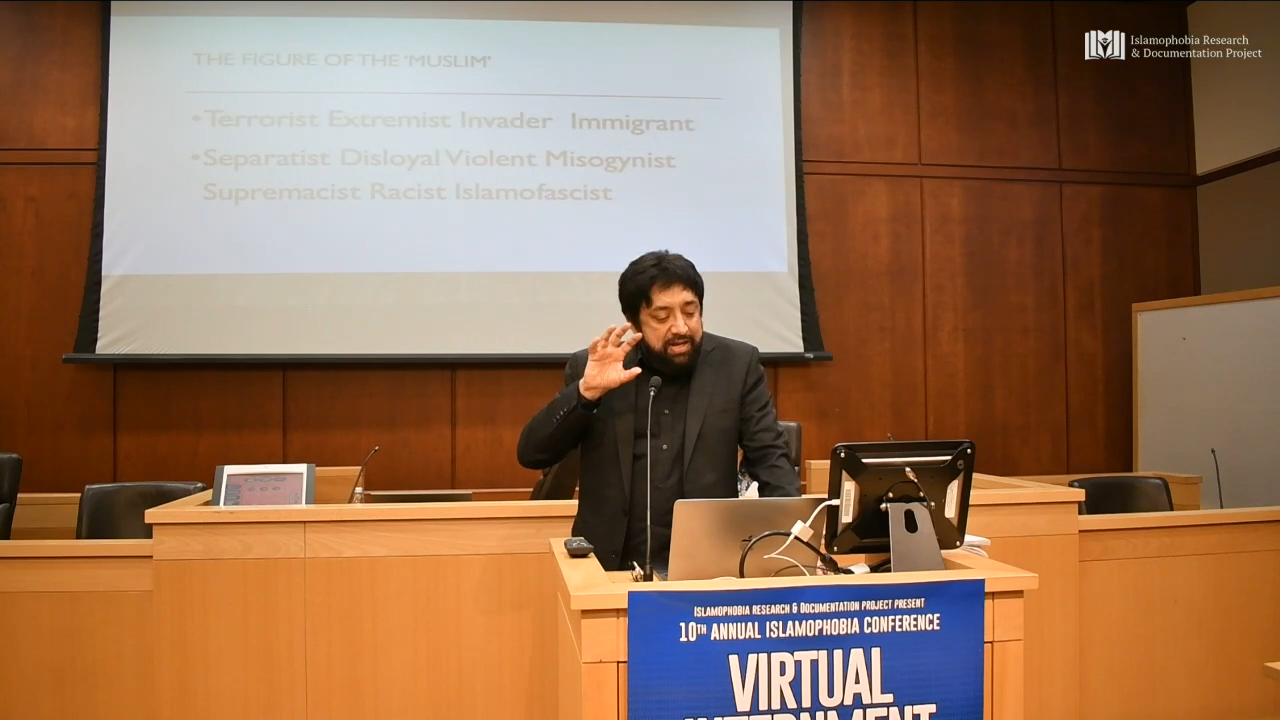 Islamophobia Research
& Documentation Project
THE FIGURE OF THE 'MUSLIM'
•Terrorist Extremist Invader Immigrant
•Separatist Disloyal Violent Misogynist
Supremacist Racist Islamofascist
ISLAMOPHOBIA RESEARCH & DOCUMENTATION PROJECT PRESENT
10TH ANNUAL ISLAMOPHOBIA CONFERENCE
VIRTUAL
INTERNMENT